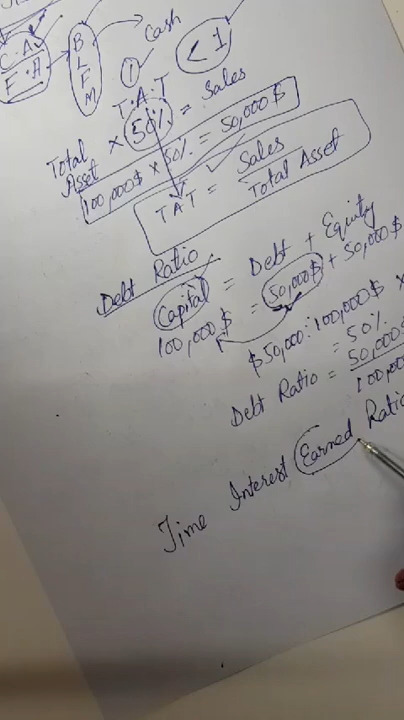 C.A
F.A
B
L
F
M
Cash
1
< 1
T.A.T
Total Asset × 50% = Sales
100,000$ × 50% = 50,000$
TAT = Sales / Total Asset
Debt Ratio
Capital = Debt + Equity
100,000$ = 50,000$ + 50,000$
$50,000 : 100,000$ ×
= 50%
Debt Ratio = 50,000$ / 100,000
Time Interest Earned Ratio